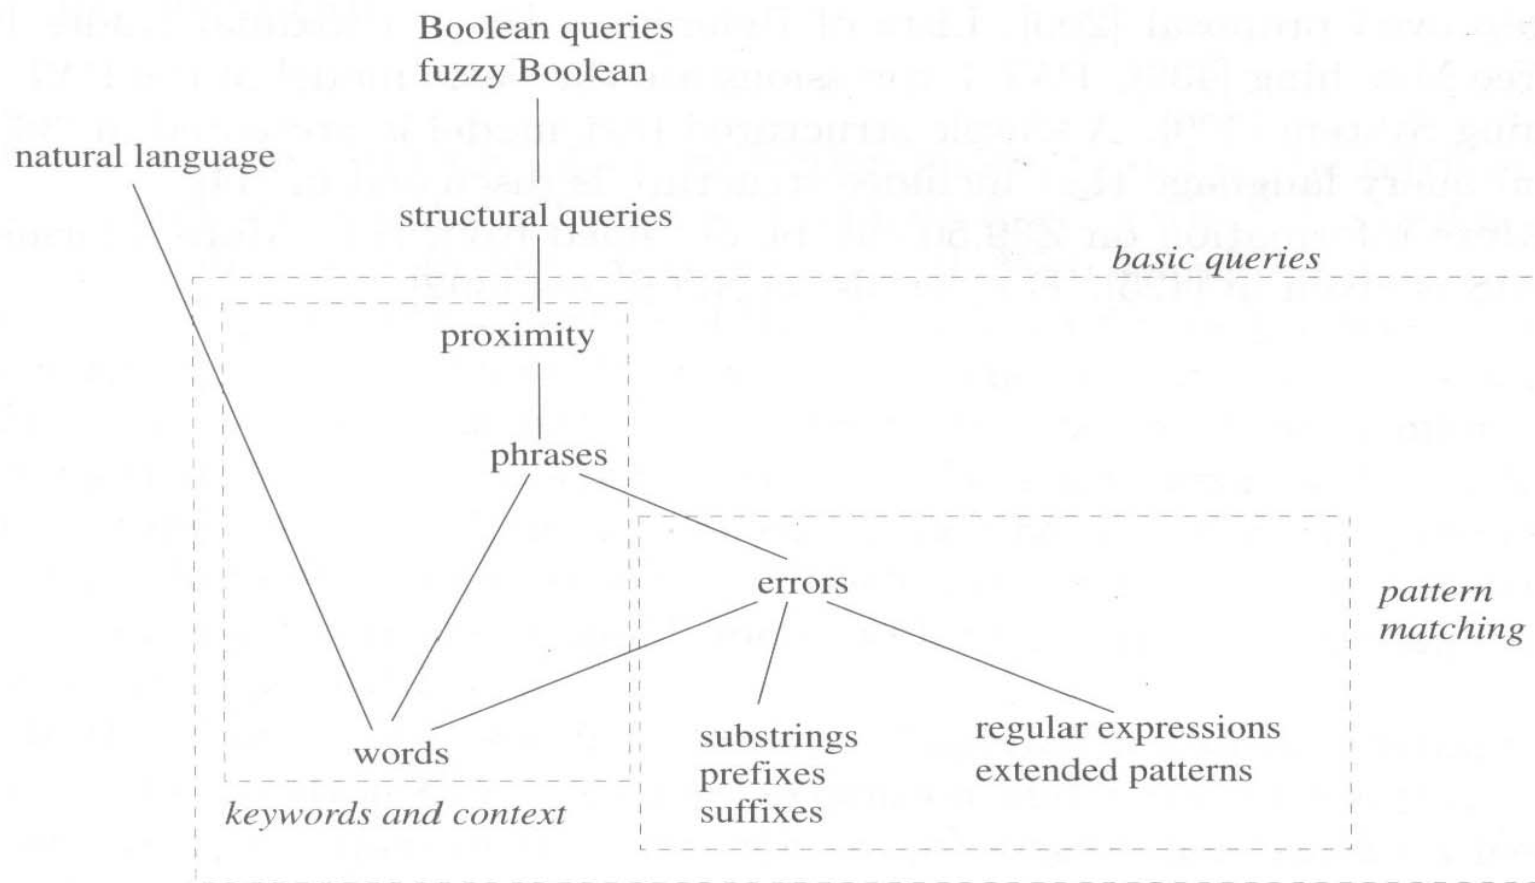 Boolean queries
fuzzy Boolean
natural language
structural queries
basic queries
proximity
phrases
errors
pattern
matching
words
substrings
prefixes
suffixes
regular expressions
extended patterns
keywords and context